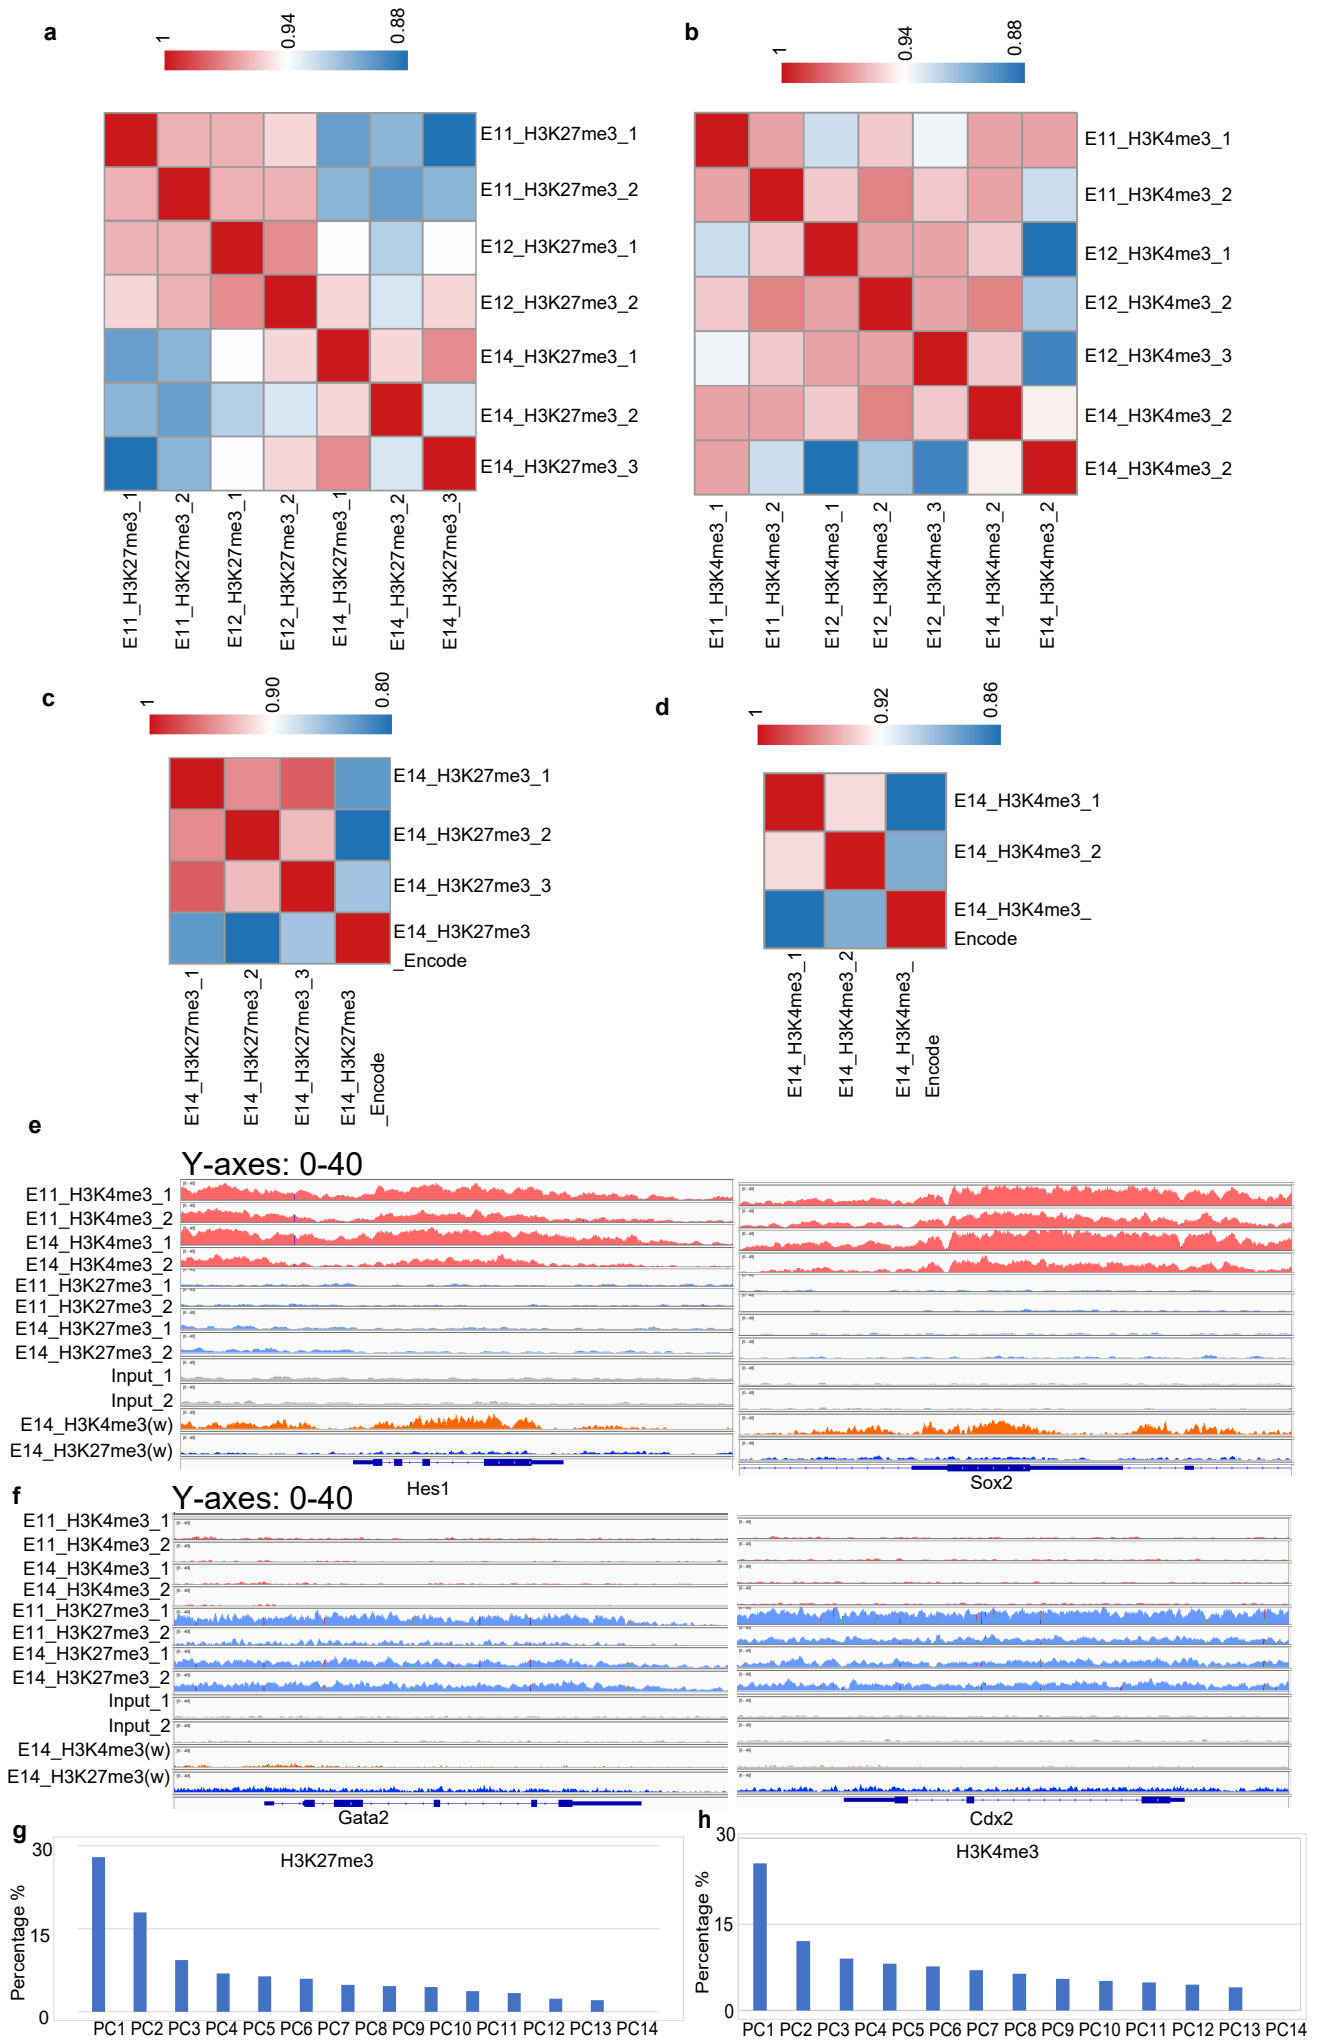 a
1
0.94
0.88
E11_H3K27me3_1
E11_H3K27me3_2
E12_H3K27me3_1
E12_H3K27me3_2
E14_H3K27me3_1
E14_H3K27me3_2
E14_H3K27me3_3
E11_H3K27me3_1
E11_H3K27me3_2
E12_H3K27me3_1
E12_H3K27me3_2
E14_H3K27me3_1
E14_H3K27me3_2
E14_H3K27me3_3
b
1
0.94
0.88
E11_H3K4me3_1
E11_H3K4me3_2
E12_H3K4me3_1
E12_H3K4me3_2
E12_H3K4me3_3
E14_H3K4me3_2
E14_H3K4me3_2
E11_H3K4me3_1
E11_H3K4me3_2
E12_H3K4me3_1
E12_H3K4me3_2
E12_H3K4me3_3
E14_H3K4me3_2
E14_H3K4me3_2
c
1
0.90
0.80
E14_H3K27me3_1
E14_H3K27me3_2
E14_H3K27me3_3
E14_H3K27me3
_Encode
E14_H3K27me3_1
E14_H3K27me3_2
E14_H3K27me3_3
E14_H3K27me3
_Encode
d
1
0.92
0.86
E14_H3K4me3_1
E14_H3K4me3_2
E14_H3K4me3_
Encode
E14_H3K4me3_1
E14_H3K4me3_2
E14_H3K4me3_
Encode
e
Y-axes: 0-40
E11_H3K4me3_1
E11_H3K4me3_2
E14_H3K4me3_1
E14_H3K4me3_2
E11_H3K27me3_1
E11_H3K27me3_2
E14_H3K27me3_1
E14_H3K27me3_2
Input_1
Input_2
E14_H3K4me3(w)
E14_H3K27me3(w)
Hes1
Sox2
f
Y-axes: 0-40
E11_H3K4me3_1
E11_H3K4me3_2
E14_H3K4me3_1
E14_H3K4me3_2
E11_H3K27me3_1
E11_H3K27me3_2
E14_H3K27me3_1
E14_H3K27me3_2
Input_1
Input_2
E14_H3K4me3(w)
E14_H3K27me3(w)
Gata2
Cdx2
g
H3K27me3
Percentage %
30
15
0
PC1 PC2 PC3 PC4 PC5 PC6 PC7 PC8 PC9 PC10 PC11 PC12 PC13 PC14
h
H3K4me3
Percentage %
30
15
0
PC1 PC2 PC3 PC4 PC5 PC6 PC7 PC8 PC9 PC10 PC11 PC12 PC13 PC14